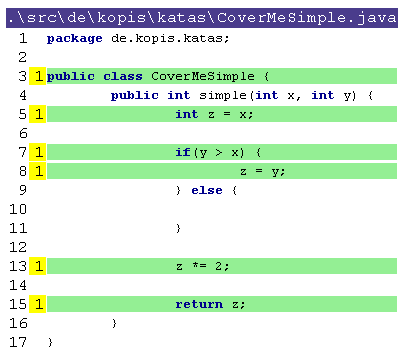 .\src\de\kopis\katas\CoverMeSimple.java
1 package de.kopis.katas;
2
3 1 public class CoverMeSimple {
4 public int simple(int x, int y) {
5 1 int z = x;
6
7 1 if(y > x) {
8 1 z = y;
9 } else {
10
11 }
12
13 1 z *= 2;
14
15 1 return z;
16 }
17 }